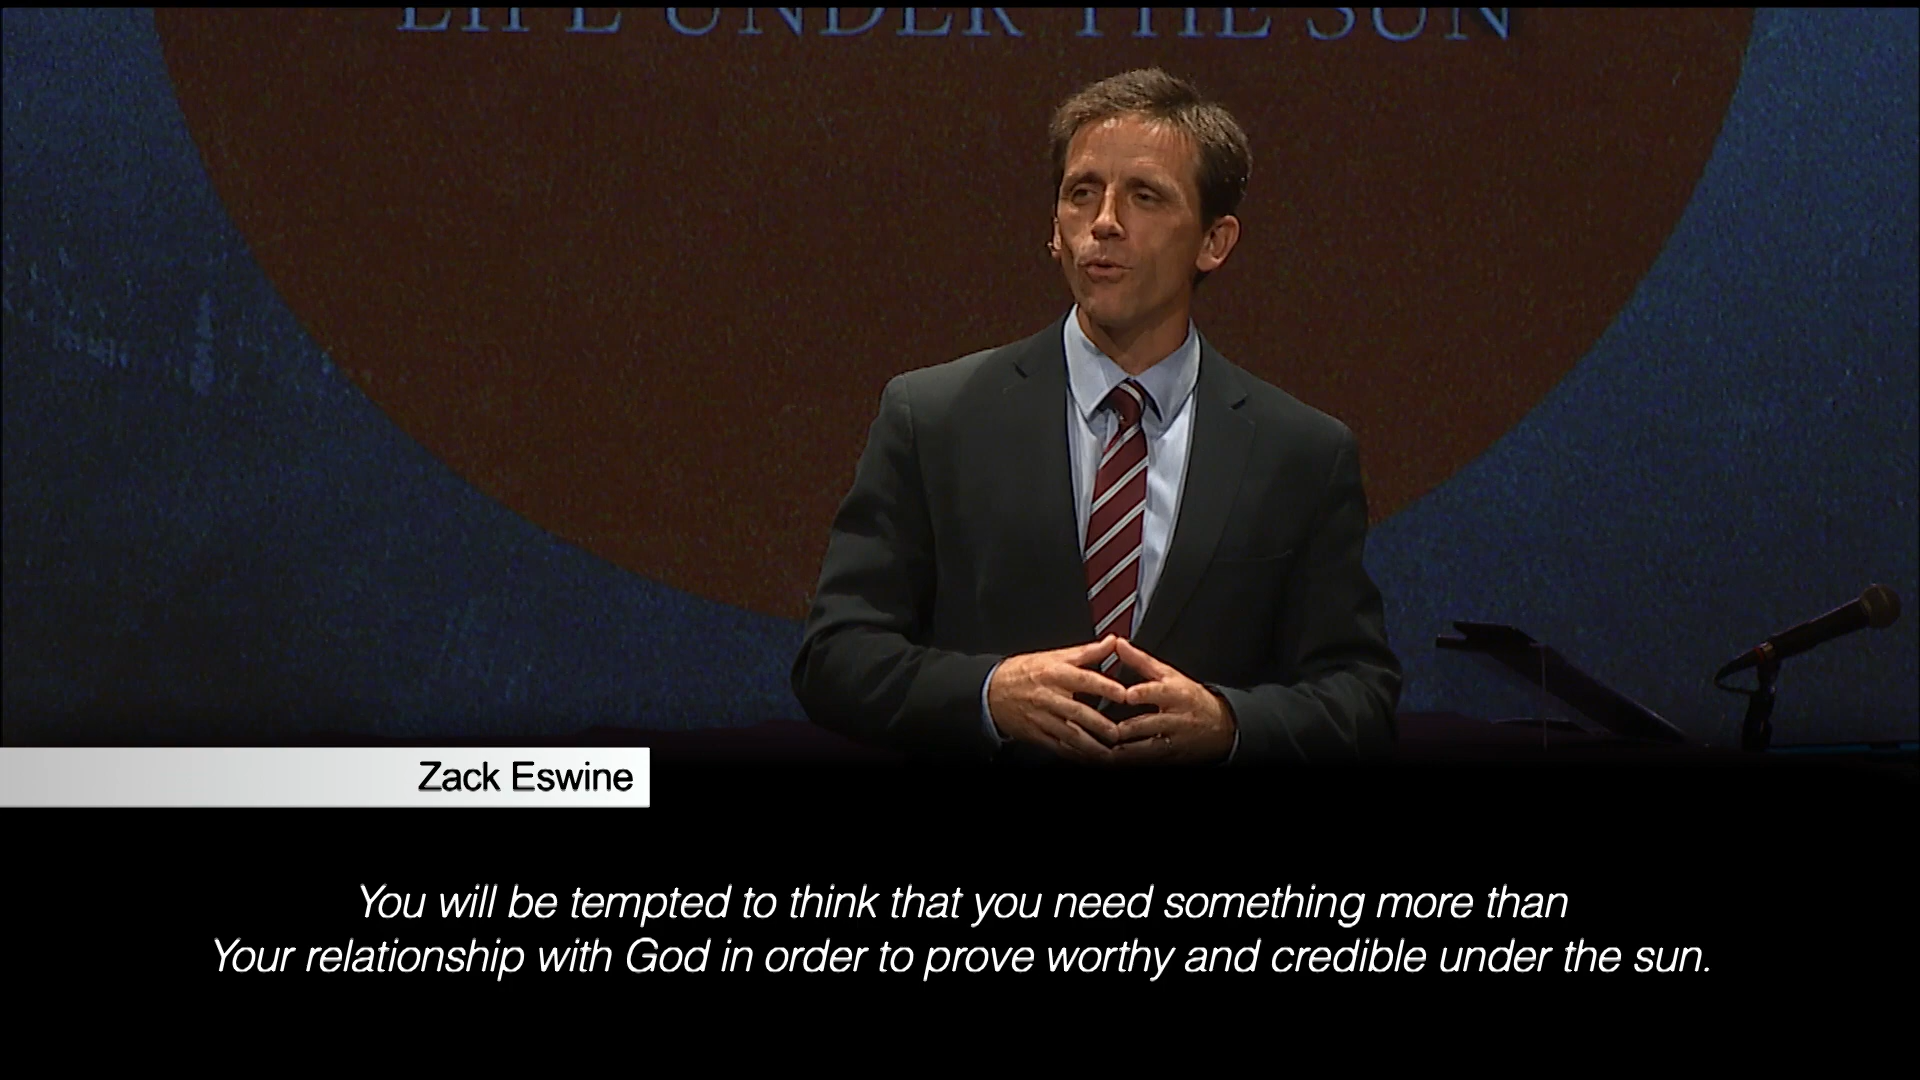 LIFE UNDER THE SUN
Zack Eswine
You will be tempted to think that you need something more than
Your relationship with God in order to prove worthy and credible under the sun.